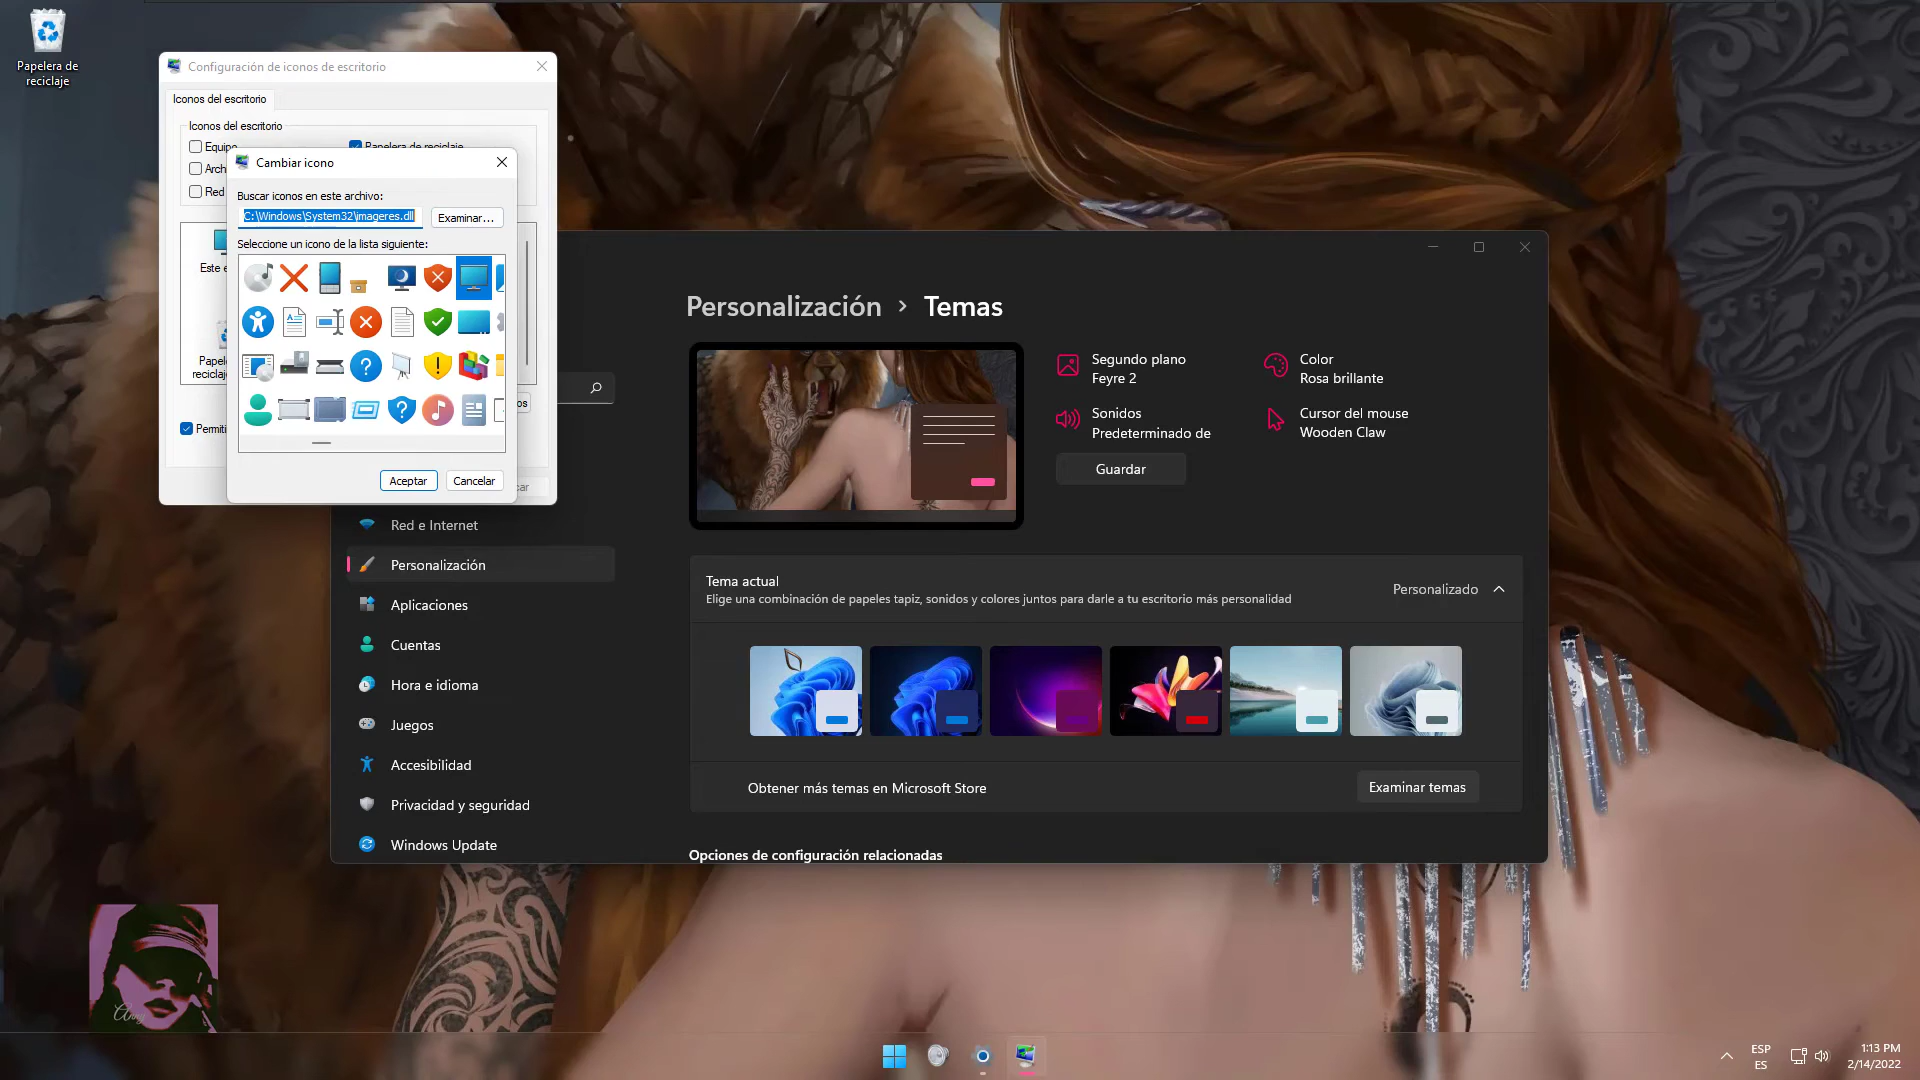 Papelera de
reciclaje
Configuración de iconos de escritorio
Iconos del escritorio
Iconos del escritorio
Equipo
Papelera de reciclaje
Red
Cambiar icono
Buscar iconos en este archivo:
C:\Windows\System32\imageres.dll
Examinar...
Seleccione un icono de la lista siguiente:
Este e
Aceptar
Cancelar
Red e Internet
Personalización
Aplicaciones
Cuentas
Hora e idioma
Juegos
Accesibilidad
Privacidad y seguridad
Windows Update
Personalización > Temas
Segundo plano
Feyre 2
Color
Rosa brillante
Sonidos
Predeterminado de
Cursor del mouse
Wooden Claw
Guardar
Tema actual
Elige una combinación de papeles tapiz, sonidos y colores juntos para darle a tu escritorio más personalidad
Personalizado
Obtener más temas en Microsoft Store
Examinar temas
Opciones de configuración relacionadas
ESP
ES
1:13 PM
2/14/2022